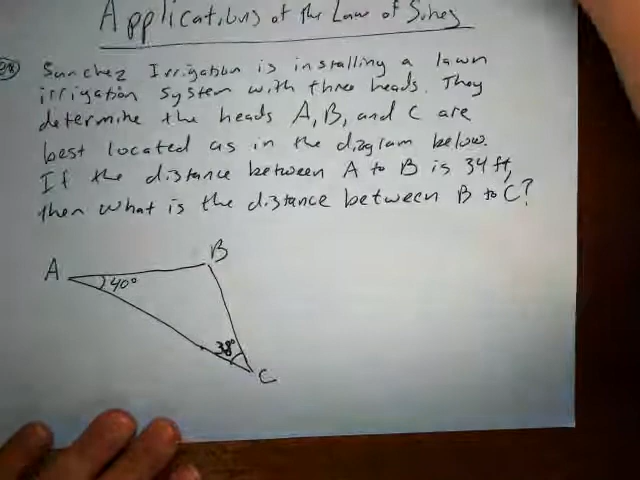 Applications of the Law of Sines
Sanchez Irrigation is installing a lawn
irrigation system with three heads. They
determine the heads A, B, and C are
best located as in the diagram below.
If the distance between A to B is 34 ft,
then what is the distance between B to C?
B
A
40°
38°
C